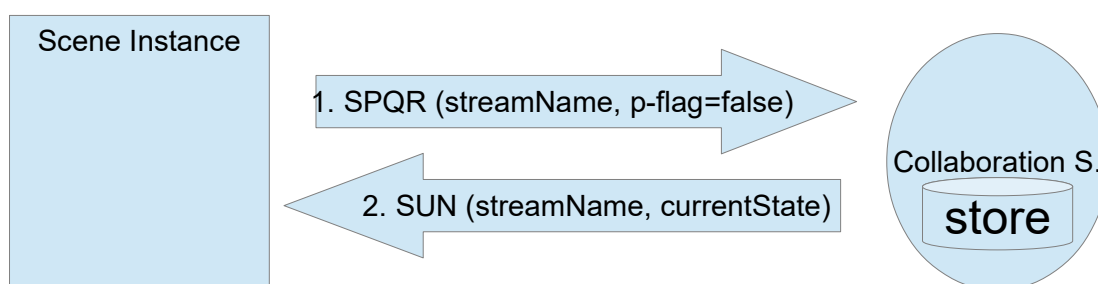 Scene Instance
1. SPQR (streamName, p-flag=false)
Collaboration S.
2. SUN (streamName, currentState)
store